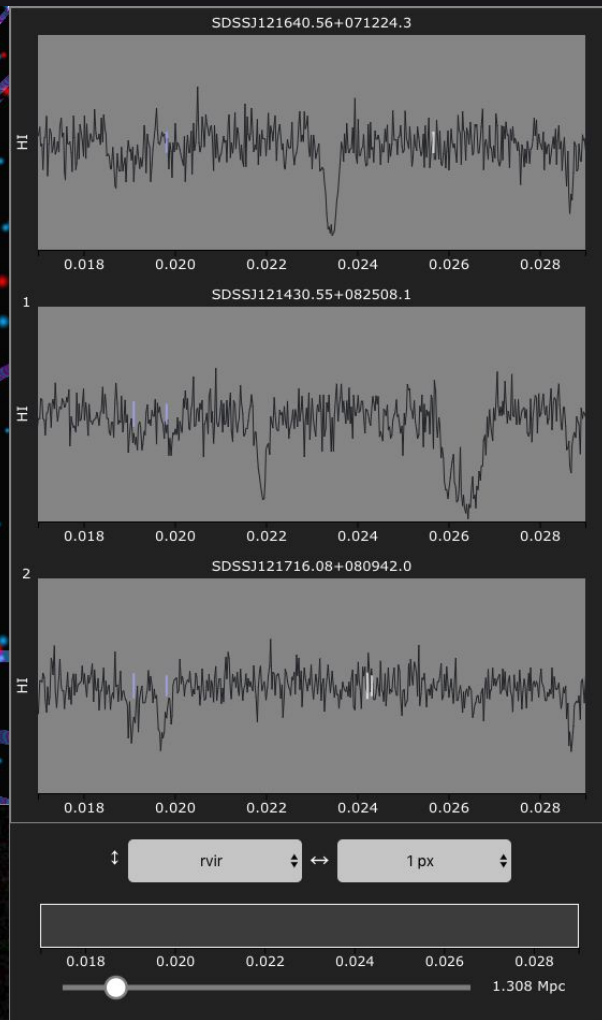 SDSSJ121640.56+071224.3
HI
0.018 0.020 0.022 0.024 0.026 0.028
SDSSJ121430.55+082508.1
1
HI
0.018 0.020 0.022 0.024 0.026 0.028
SDSSJ121716.08+080942.0
2
HI
0.018 0.020 0.022 0.024 0.026 0.028
↕ rvir ↔ 1 px
0.018 0.020 0.022 0.024 0.026 0.028
1.308 Mpc